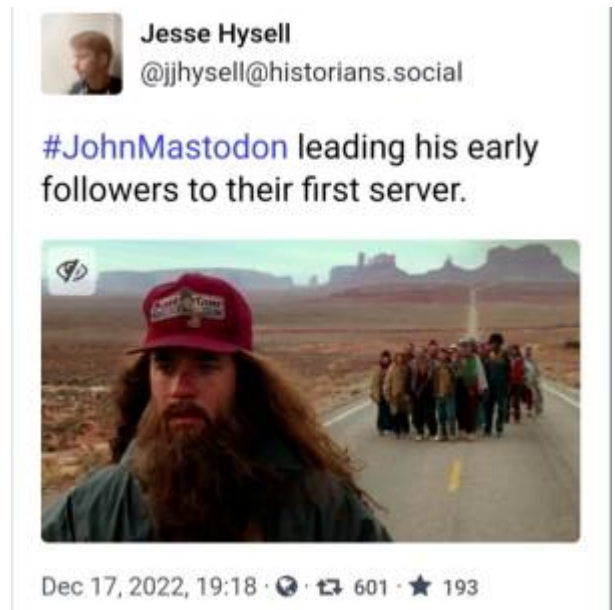 Jesse Hysell
@jjhysell@historians.social
#JohnMastodon leading his early
followers to their first server.
Dec 17, 2022, 19:18 · · 601 · 193